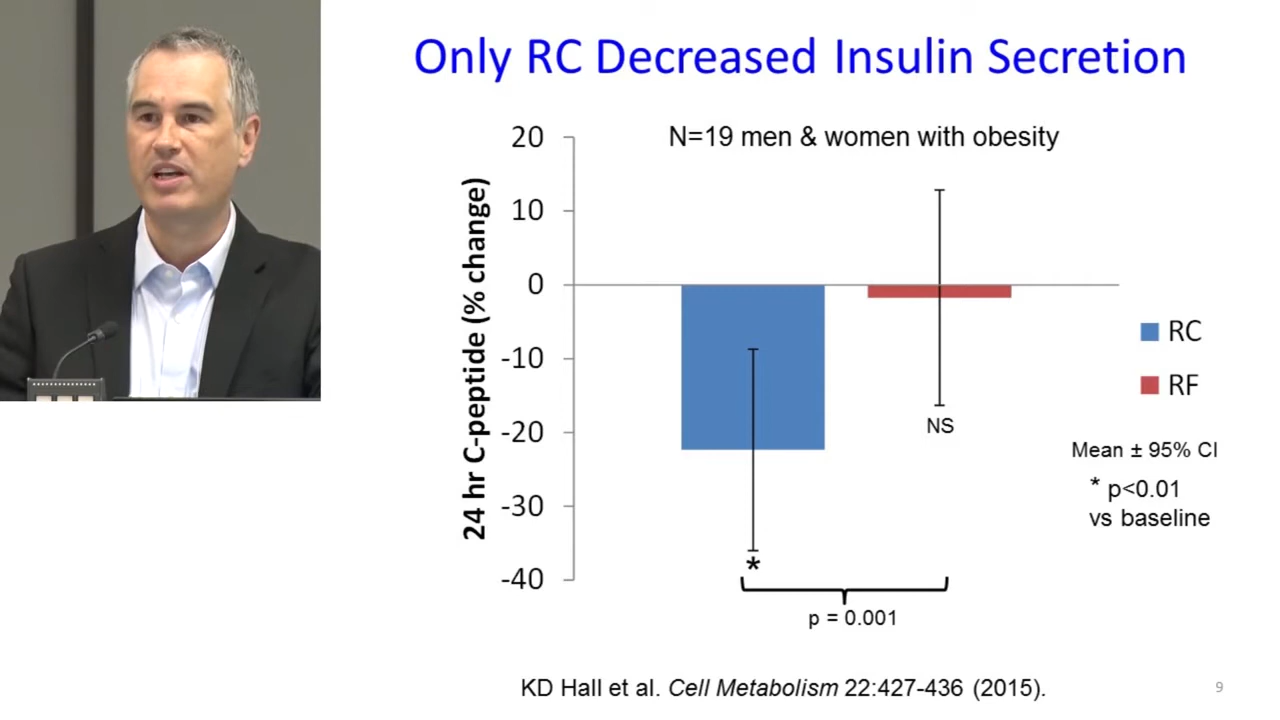 Only RC Decreased Insulin Secretion
N=19 men & women with obesity
24 hr C-peptide (% change)
20
10
0
-10
-20
-30
-40
*
NS
RC
RF
Mean ± 95% CI
* p<0.01
vs baseline
p = 0.001
KD Hall et al. Cell Metabolism 22:427-436 (2015).
9